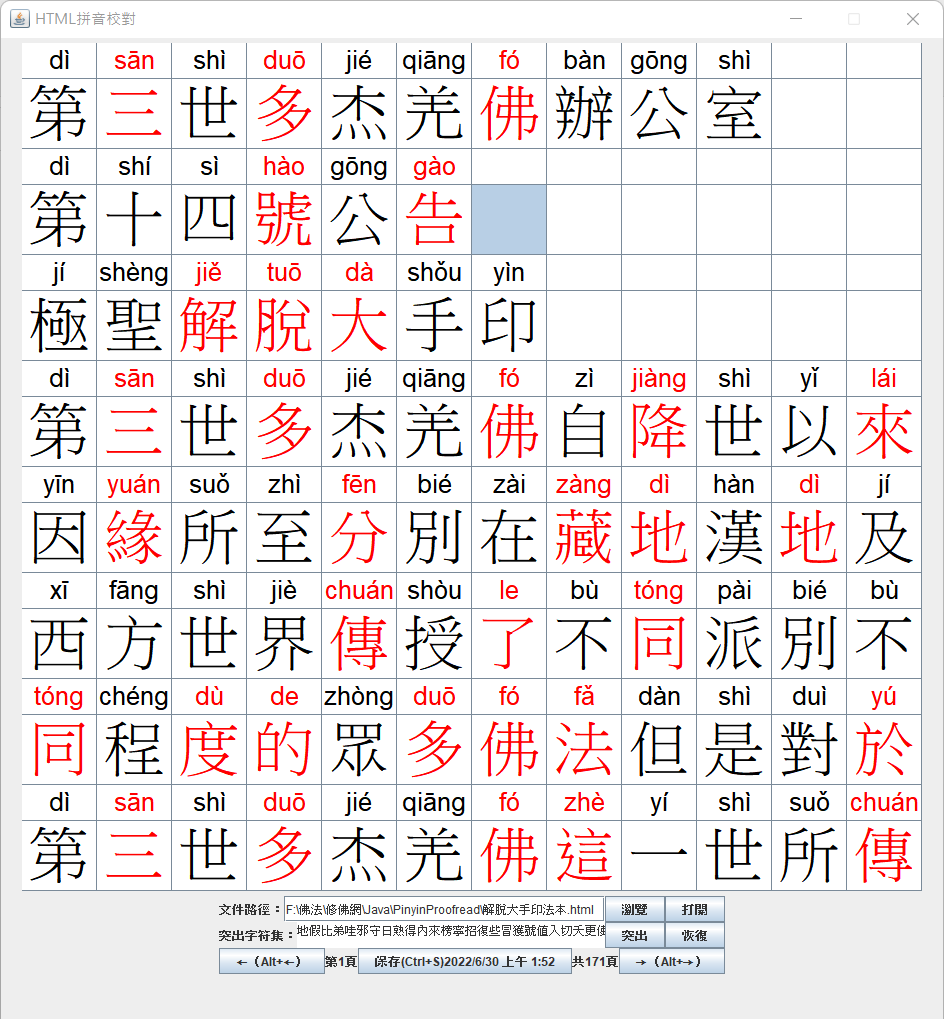 HTML拼音校對
dì sān shì duō jié qiāng fó bàn gōng shì
第三世多杰羌佛辦公室
dì shí sì hào gōng gào
第十四號公告
jí shèng jiě tuō dà shǒu yìn
極聖解脫大手印
dì sān shì duō jié qiāng fó zì jiàng shì yǐ lái
第三世多杰羌佛自降世以來
yīn yuán suǒ zhì fēn bié zài zàng dì hàn dì jí
因緣所至分別在藏地漢地及
xī fāng shì jiè chuán shòu le bù tóng pài bié bù
西方世界傳授了不同派別不
tóng chéng dù de zhòng duō fó fǎ dàn shì duì yú
同程度的眾多佛法但是對於
dì sān shì duō jié qiāng fó zhè yí shì suǒ chuán
第三世多杰羌佛這一世所傳
文件路徑： F:\佛法\修佛網\Java\PinyinProofread\解脫大手印法本.html 瀏覽 打開
突出字符集： 地假比弟哇邪守日熟得內來榜寧招復些冒獲號值入切夭更 突出 恢復
←（Alt+←） 第1頁 保存(Ctrl+S)2022/6/30 上午 1:52 共171頁 →（Alt+→）